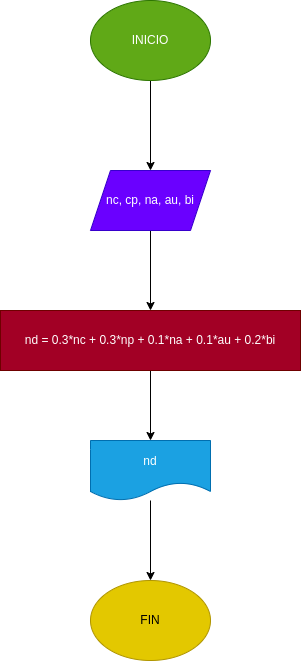 INICIO
nc, cp, na, au, bi
nd = 0.3*nc + 0.3*np + 0.1*na + 0.1*au + 0.2*bi
nd
FIN